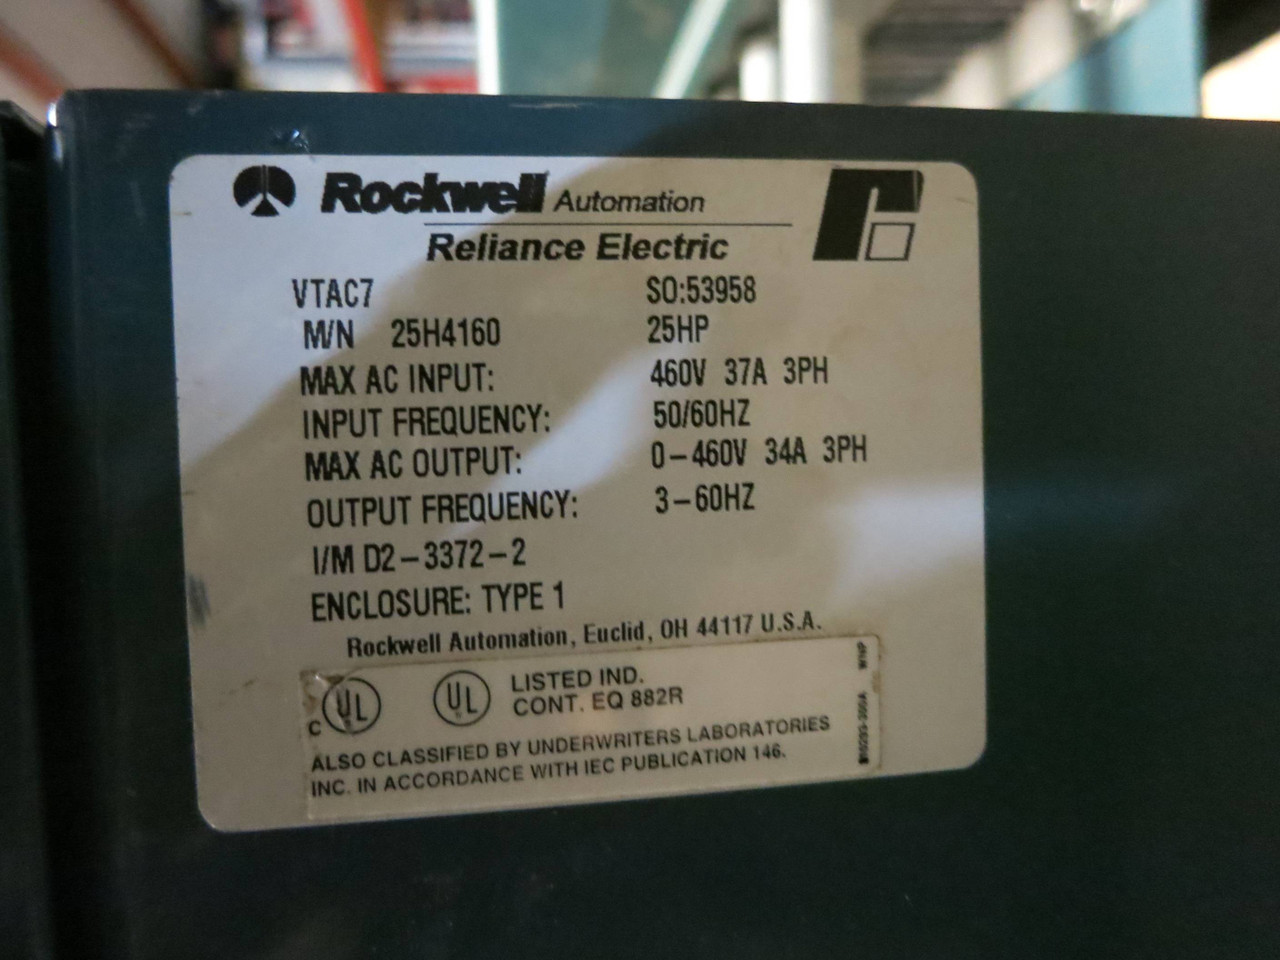 Rockwell Automation
Reliance Electric
VTAC7 SO:53958
M/N 25H4160 25HP
MAX AC INPUT: 460V 37A 3PH
INPUT FREQUENCY: 50/60HZ
MAX AC OUTPUT: 0-460V 34A 3PH
OUTPUT FREQUENCY: 3-60HZ
I/M D2-3372-2
ENCLOSURE: TYPE 1
Rockwell Automation, Euclid, OH 44117 U.S.A.
C UL UL LISTED IND.
CONT. EQ 882R
ALSO CLASSIFIED BY UNDERWRITERS LABORATORIES
INC. IN ACCORDANCE WITH IEC PUBLICATION 146.